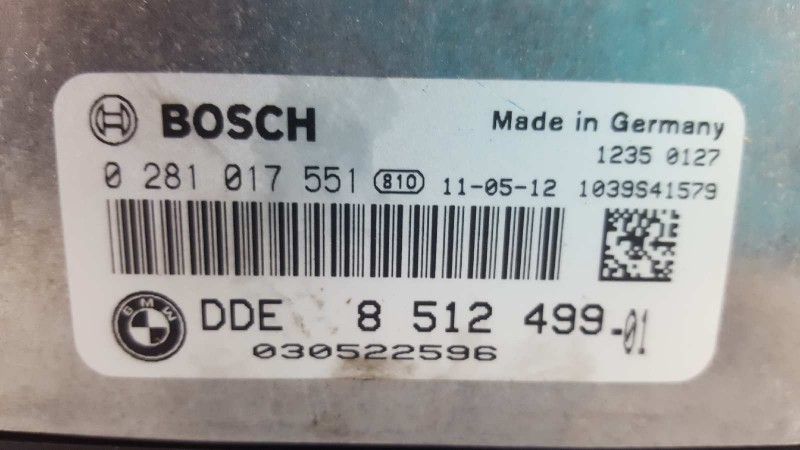 BOSCH Made in Germany
1235 0127
0 281 017 551 810 11-05-12 1039S41579
BMW DDE 8 512 499-01
030522596